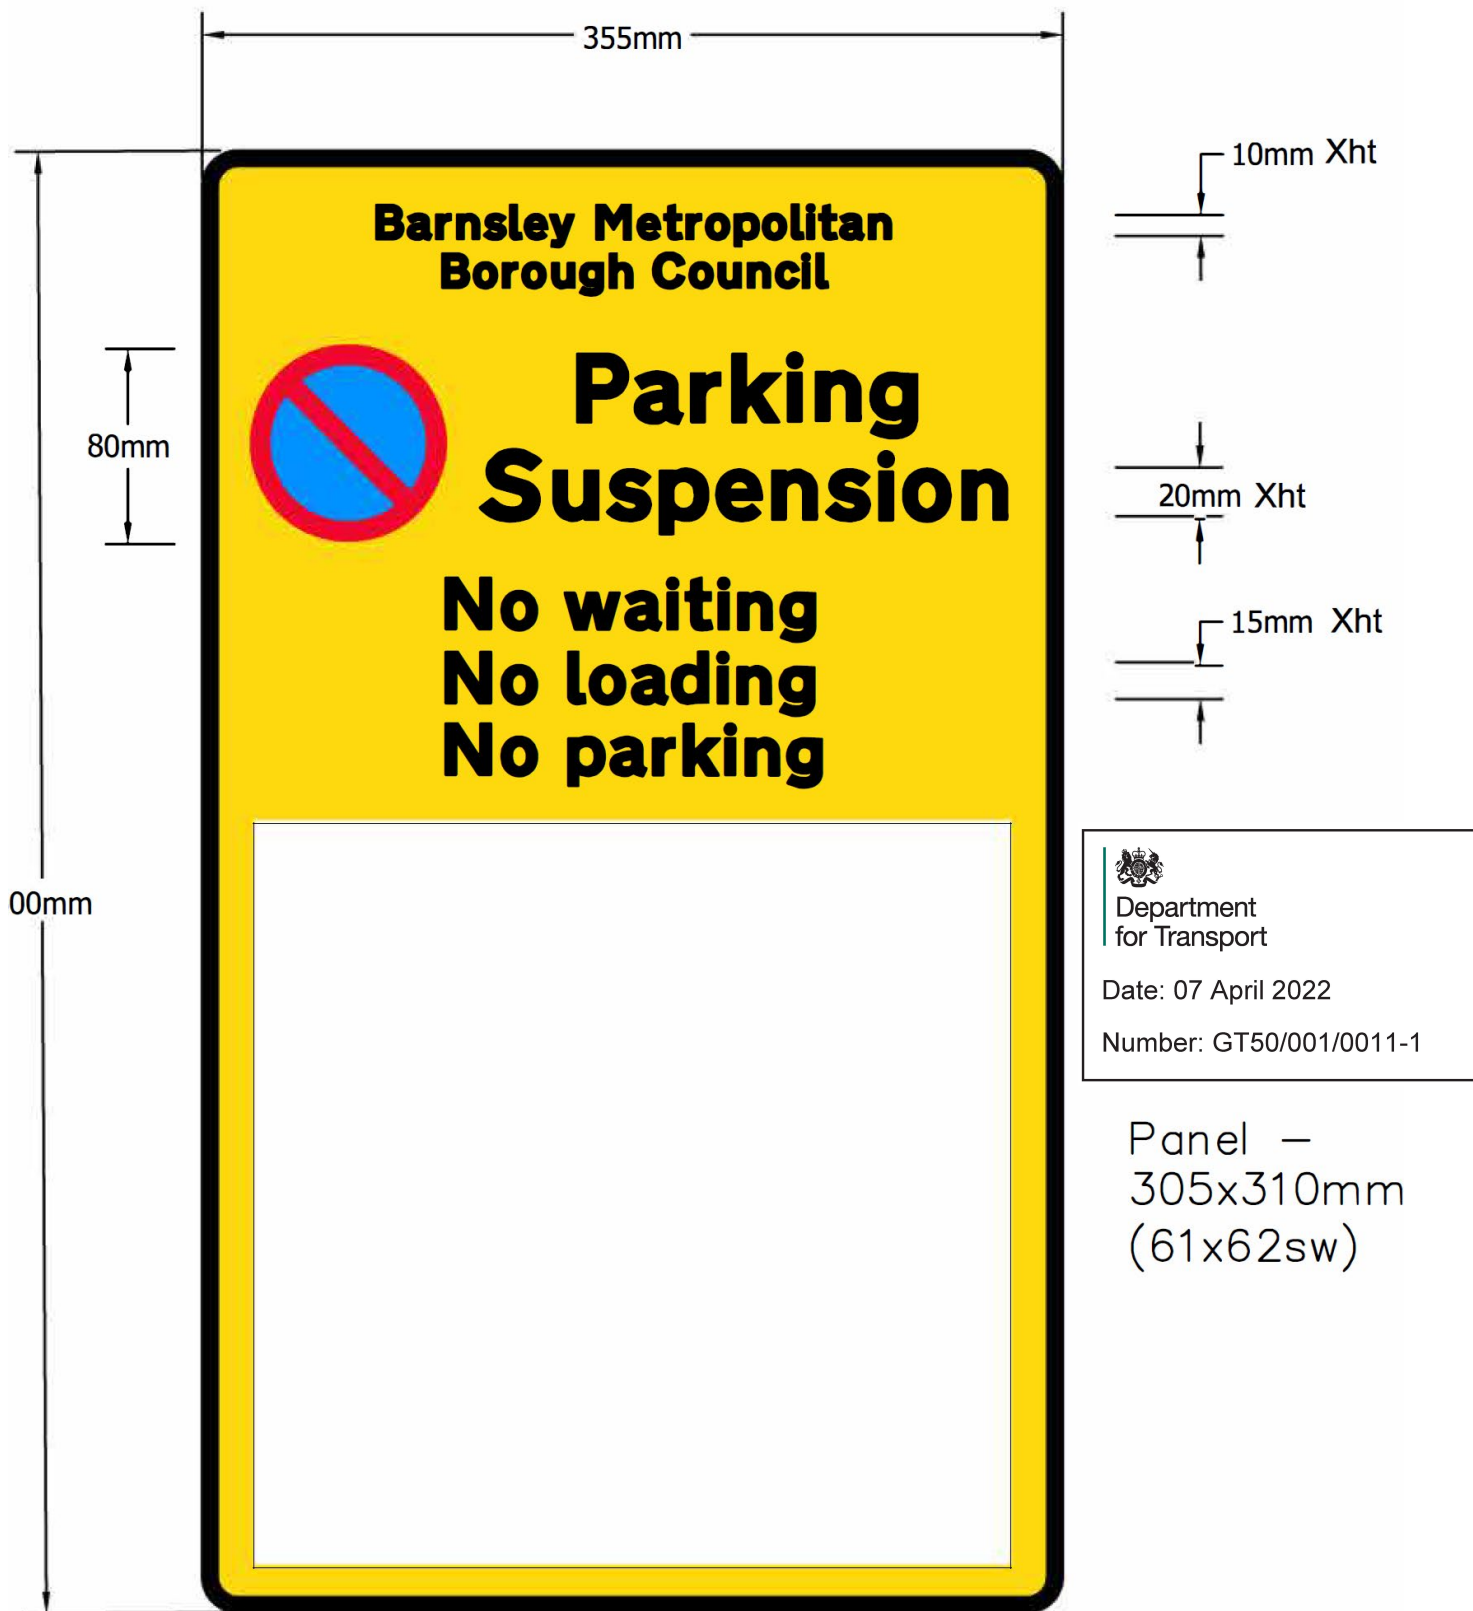 355mm
10mm Xht
Barnsley Metropolitan
Borough Council
80mm
Parking
Suspension
20mm Xht
No waiting
No loading
No parking
15mm Xht
00mm
Department
for Transport
Date: 07 April 2022
Number: GT50/001/0011-1
Panel –
305x310mm
(61x62sw)